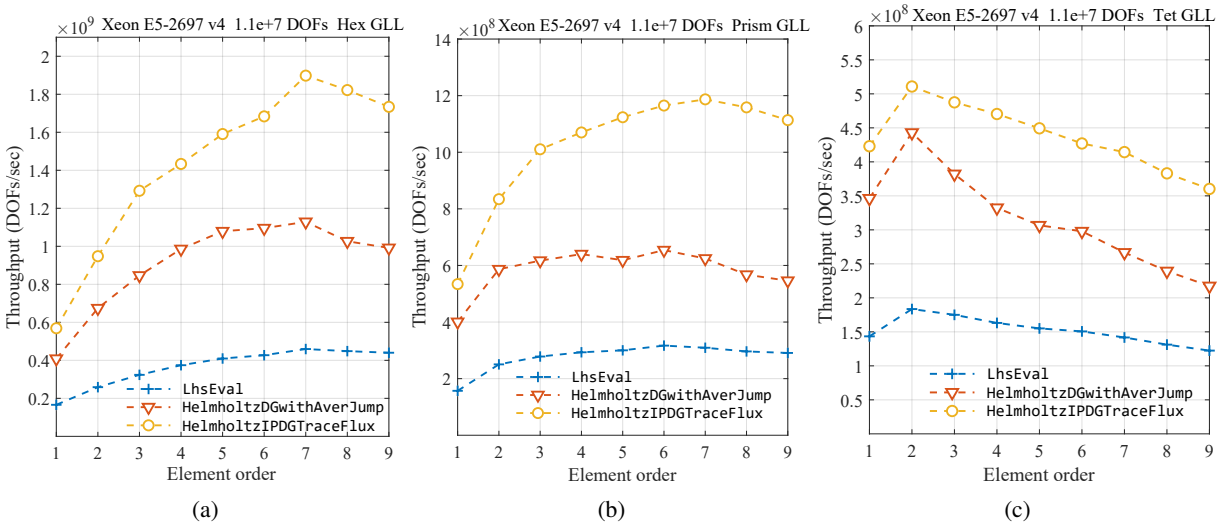 ×10⁹ Xeon E5-2697 v4 1.1e+7 DOFs Hex GLL
Throughput (DOFs/sec)
2
1.8
1.6
1.4
1.2
1
0.8
0.6
0.4
0.2
LhsEval
HelmholtzDGwithAverJump
HelmholtzIPDGTraceFlux
1 2 3 4 5 6 7 8 9
Element order
(a)
×10⁸ Xeon E5-2697 v4 1.1e+7 DOFs Prism GLL
Throughput (DOFs/sec)
14
12
10
8
6
4
2
LhsEval
HelmholtzDGwithAverJump
HelmholtzIPDGTraceFlux
1 2 3 4 5 6 7 8 9
Element order
(b)
×10⁸ Xeon E5-2697 v4 1.1e+7 DOFs Tet GLL
Throughput (DOFs/sec)
6
5.5
5
4.5
4
3.5
3
2.5
2
1.5
1
0.5
LhsEval
HelmholtzDGwithAverJump
HelmholtzIPDGTraceFlux
1 2 3 4 5 6 7 8 9
Element order
(c)